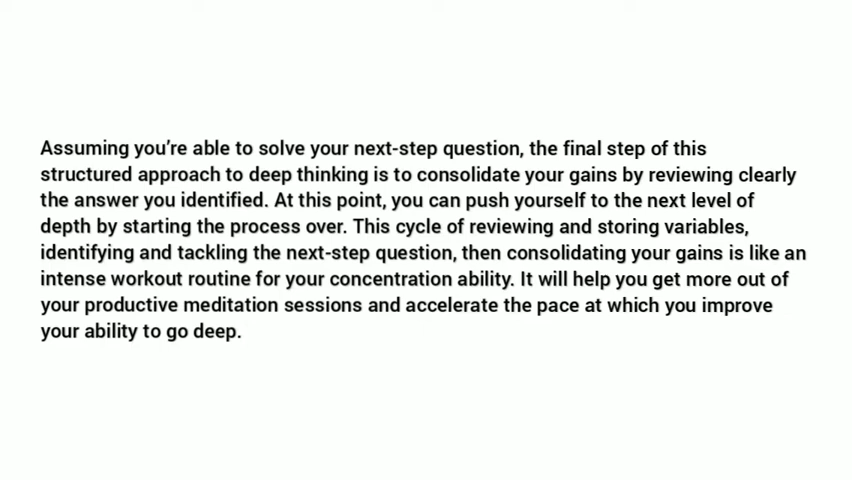 Assuming you're able to solve your next-step question, the final step of this
structured approach to deep thinking is to consolidate your gains by reviewing clearly
the answer you identified. At this point, you can push yourself to the next level of
depth by starting the process over. This cycle of reviewing and storing variables,
identifying and tackling the next-step question, then consolidating your gains is like an
intense workout routine for your concentration ability. It will help you get more out of
your productive meditation sessions and accelerate the pace at which you improve
your ability to go deep.